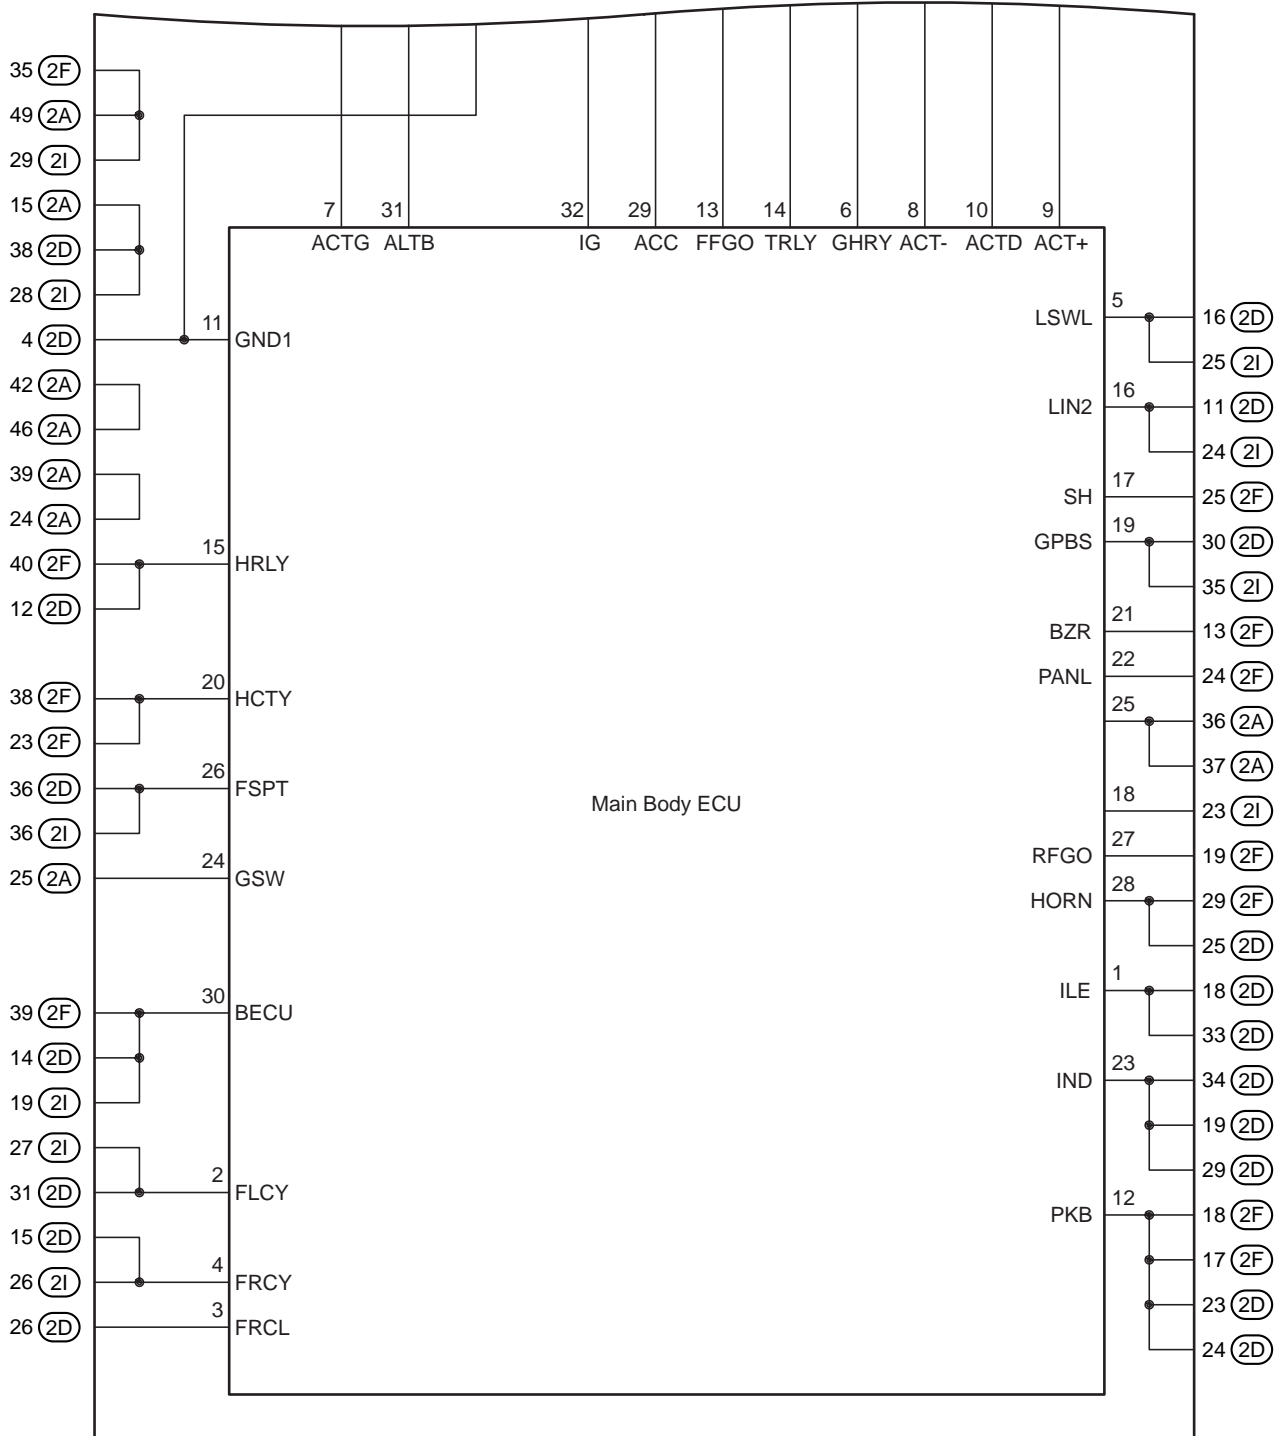 35 2F
49 2A
29 2I
15 2A
38 2D
28 2I
4 2D
42 2A
46 2A
39 2A
24 2A
40 2F
12 2D
38 2F
23 2F
36 2D
36 2I
25 2A
39 2F
14 2D
19 2I
27 2I
31 2D
15 2D
26 2I
26 2D
7 31 32 29 13 14 6 8 10 9
ACTG ALTB IG ACC FFGO TRLY GHRY ACT- ACTD ACT+
11 GND1
15 HRLY
20 HCTY
26 FSPT
24 GSW
30 BECU
2 FLCY
4 FRCY
3 FRCL
Main Body ECU
LSWL 5
LIN2 16
SH 17
GPBS 19
BZR 21
PANL 22
25
18
RFGO 27
HORN 28
ILE 1
IND 23
PKB 12
16 2D
25 2I
11 2D
24 2I
25 2F
30 2D
35 2I
13 2F
24 2F
36 2A
37 2A
23 2I
19 2F
29 2F
25 2D
18 2D
33 2D
34 2D
19 2D
29 2D
18 2F
17 2F
23 2D
24 2D